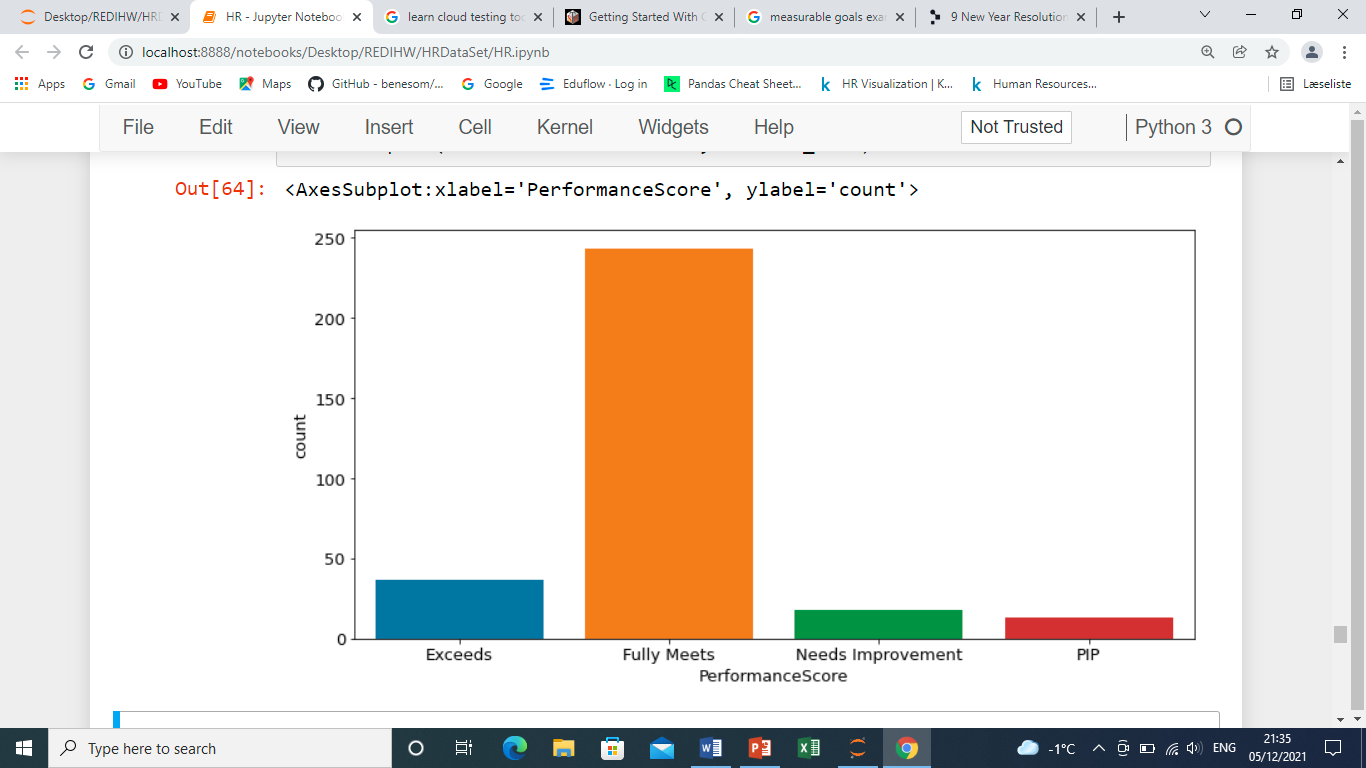 Desktop/REDIHW/HRD
HR - Jupyter Noteboo
learn cloud testing too
Getting Started With C
measurable goals exa
9 New Year Resolution
localhost:8888/notebooks/Desktop/REDIHW/HRDataSet/HR.ipynb
Apps Gmail YouTube Maps GitHub - benesom/... Google Eduflow · Log in Pandas Cheat Sheet... HR Visualization | K... Human Resources... Læseliste
File Edit View Insert Cell Kernel Widgets Help Not Trusted Python 3
Out[64]: <AxesSubplot:xlabel='PerformanceScore', ylabel='count'>
250
200
150
100
50
0
count
Exceeds Fully Meets Needs Improvement PIP
PerformanceScore
Type here to search
-1°C ENG
21:35
05/12/2021